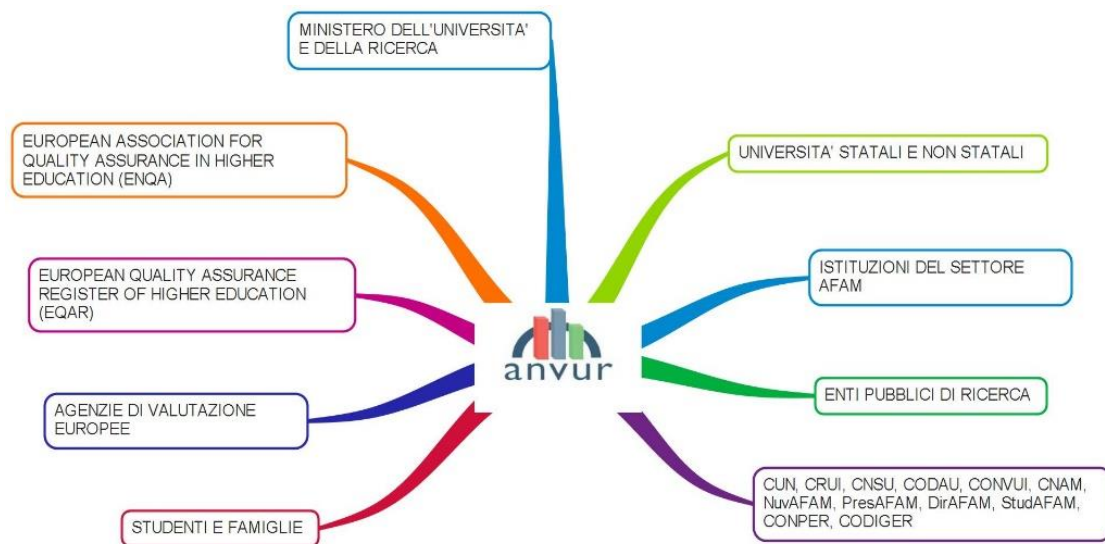 MINISTERO DELL'UNIVERSITA'
E DELLA RICERCA
EUROPEAN ASSOCIATION FOR
QUALITY ASSURANCE IN HIGHER
EDUCATION (ENQA)
UNIVERSITA' STATALI E NON STATALI
EUROPEAN QUALITY ASSURANCE
REGISTER OF HIGHER EDUCATION
(EQAR)
ISTITUZIONI DEL SETTORE
AFAM
anvur
AGENZIE DI VALUTAZIONE
EUROPEE
ENTI PUBBLICI DI RICERCA
STUDENTI E FAMIGLIE
CUN, CRUI, CNSU, CODAU, CONVUI, CNAM,
NuvAFAM, PresAFAM, DirAFAM, StudAFAM,
CONPER, CODIGER